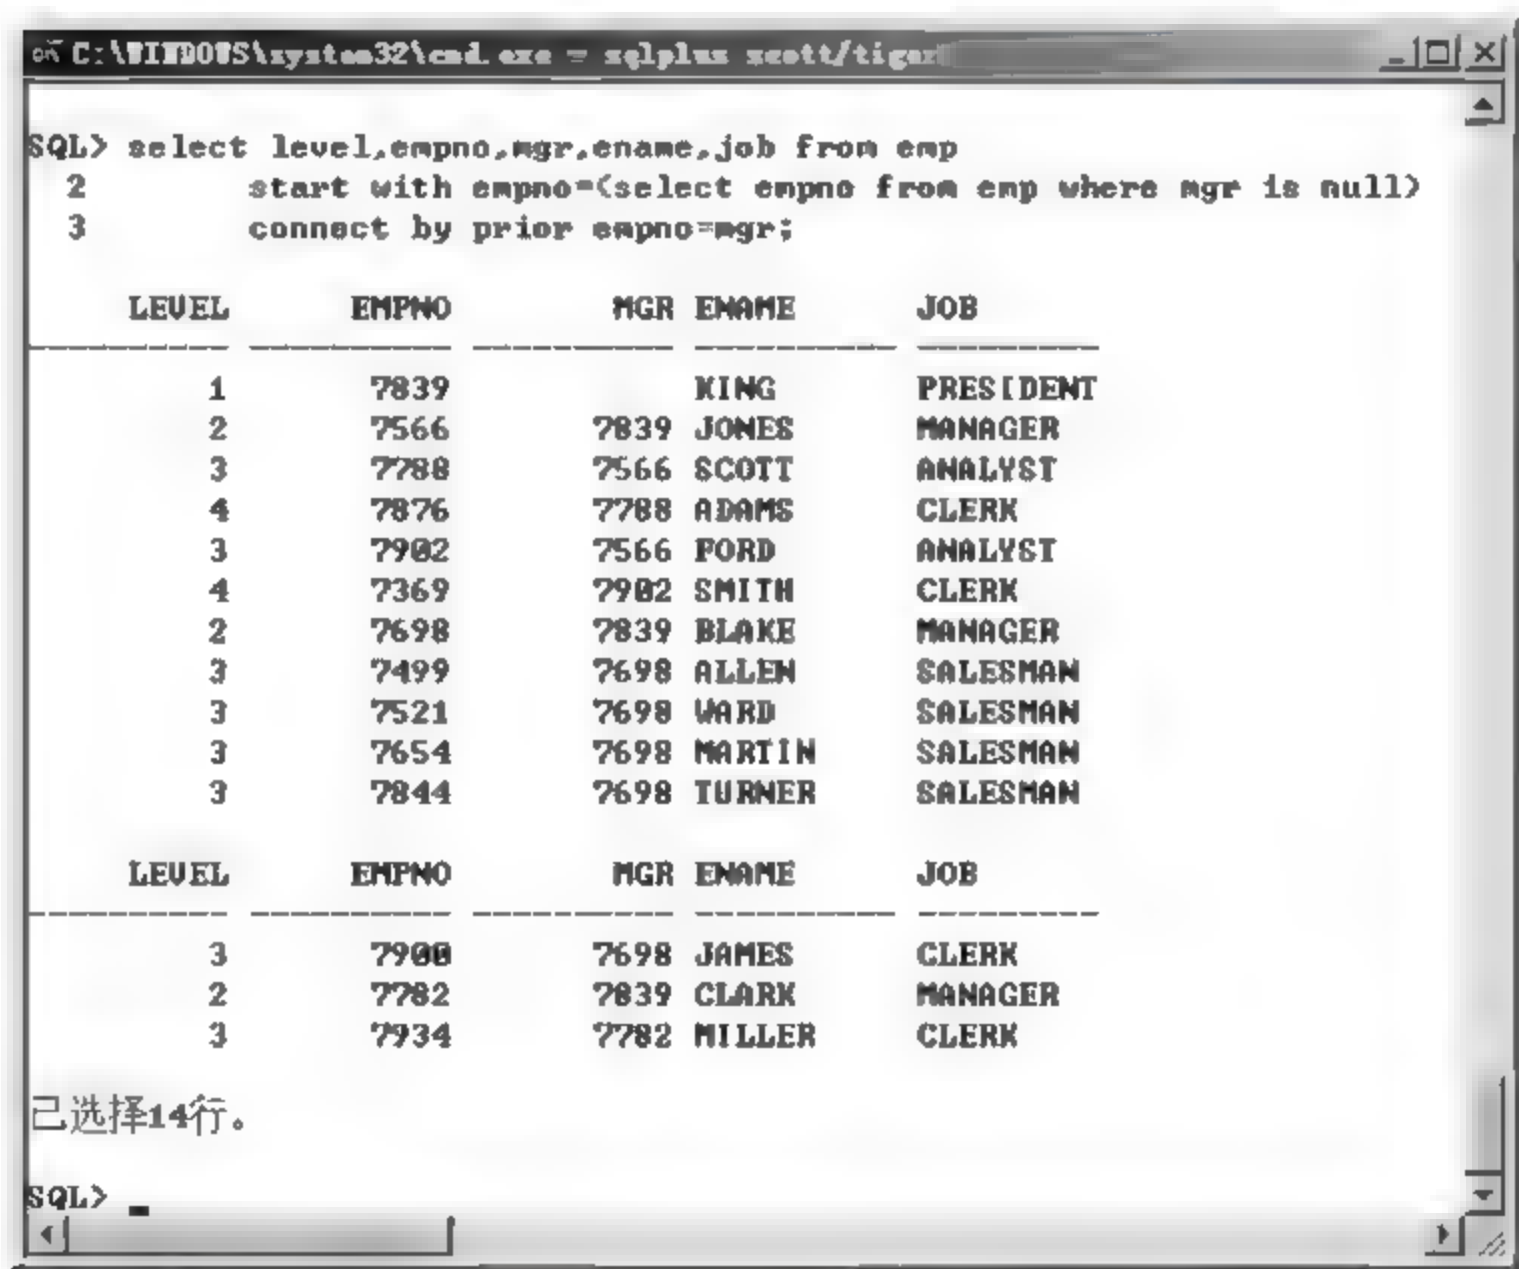 C:\WINDOWS\system32\cmd.exe - sqlplus scott/tiger
SQL> select level,empno,mgr,ename,job from emp
2 start with empno=(select empno from emp where mgr is null)
3 connect by prior empno=mgr;
LEVEL EMPNO MGR ENAME JOB
---------- ---------- ---------- ---------- ---------
1 7839 KING PRESIDENT
2 7566 7839 JONES MANAGER
3 7788 7566 SCOTT ANALYST
4 7876 7788 ADAMS CLERK
3 7902 7566 FORD ANALYST
4 7369 7902 SMITH CLERK
2 7698 7839 BLAKE MANAGER
3 7499 7698 ALLEN SALESMAN
3 7521 7698 WARD SALESMAN
3 7654 7698 MARTIN SALESMAN
3 7844 7698 TURNER SALESMAN
LEVEL EMPNO MGR ENAME JOB
---------- ---------- ---------- ---------- ---------
3 7900 7698 JAMES CLERK
2 7782 7839 CLARK MANAGER
3 7934 7782 MILLER CLERK
已选择14行。
SQL> _